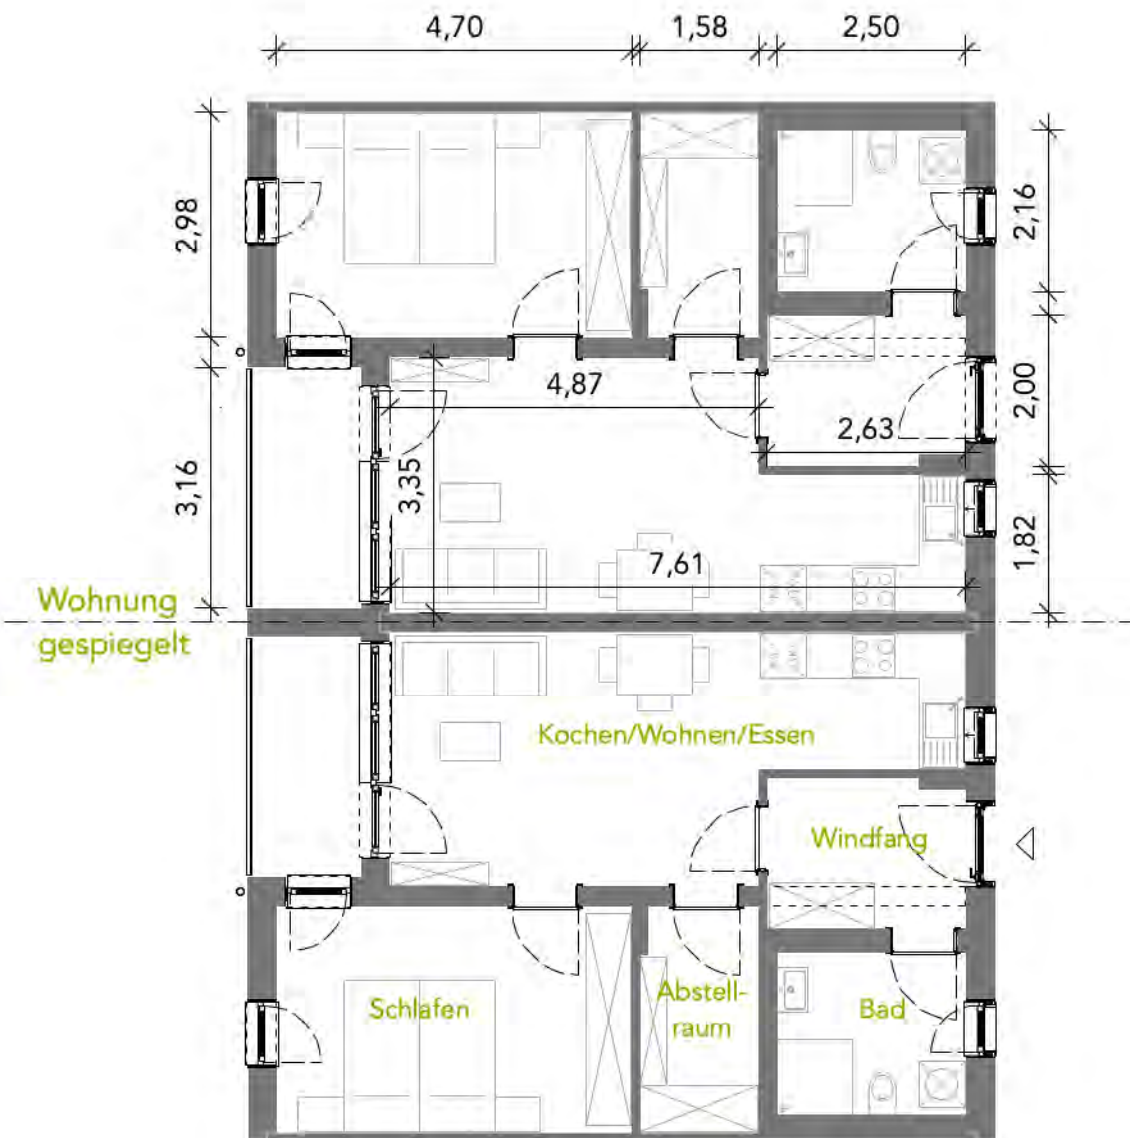 4,70
1,58
2,50
2,98
2,16
4,87
2,00
2,63
3,16
3,35
1,82
7,61
Wohnung
gespiegelt
Kochen/Wohnen/Essen
Windfang
Schlafen
Abstell-
raum
Bad